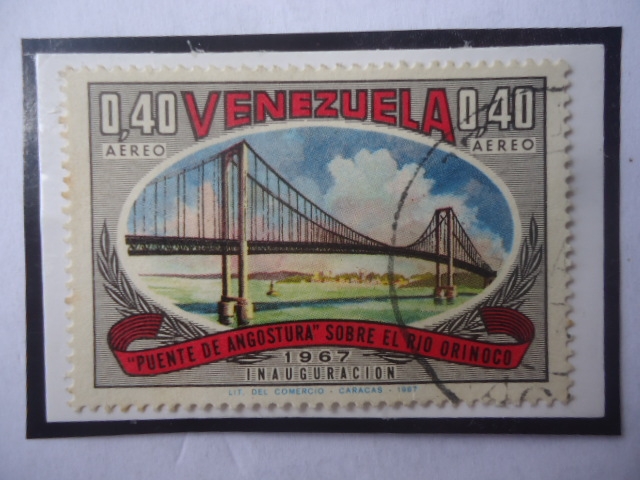 0,40 VENEZUELA 0,40
AEREO AEREO
"PUENTE DE ANGOSTURA" SOBRE EL RIO ORINOCO
1967
INAUGURACION
LIT. DEL COMERCIO - CARACAS - 1967